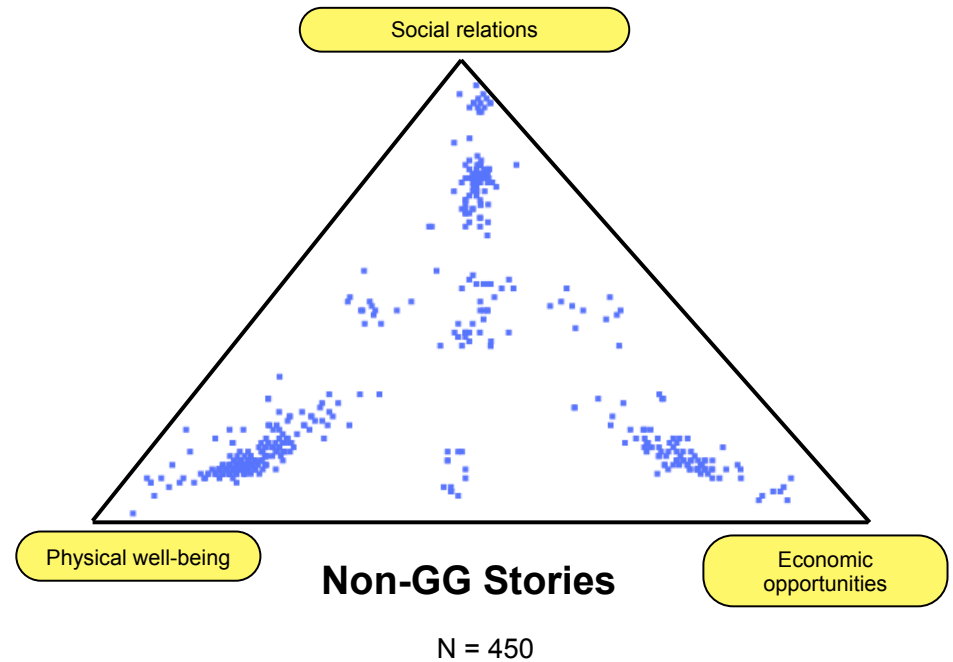 Social relations
Physical well-being
Economic
opportunities
Non-GG Stories
N = 450